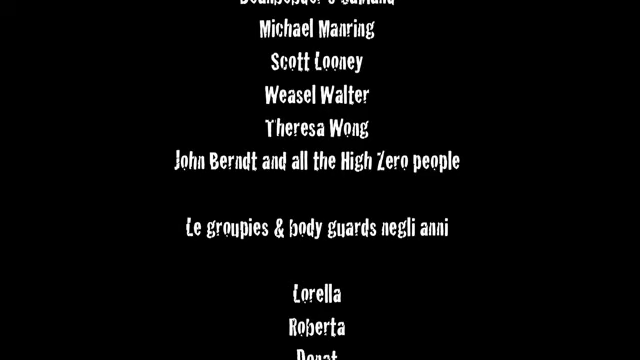 Michael Manring
Scott Looney
Weasel Walter
Theresa Wong
John Berndt and all the High Zero people
Le groupies & body guards negli anni
Lorella
Roberta